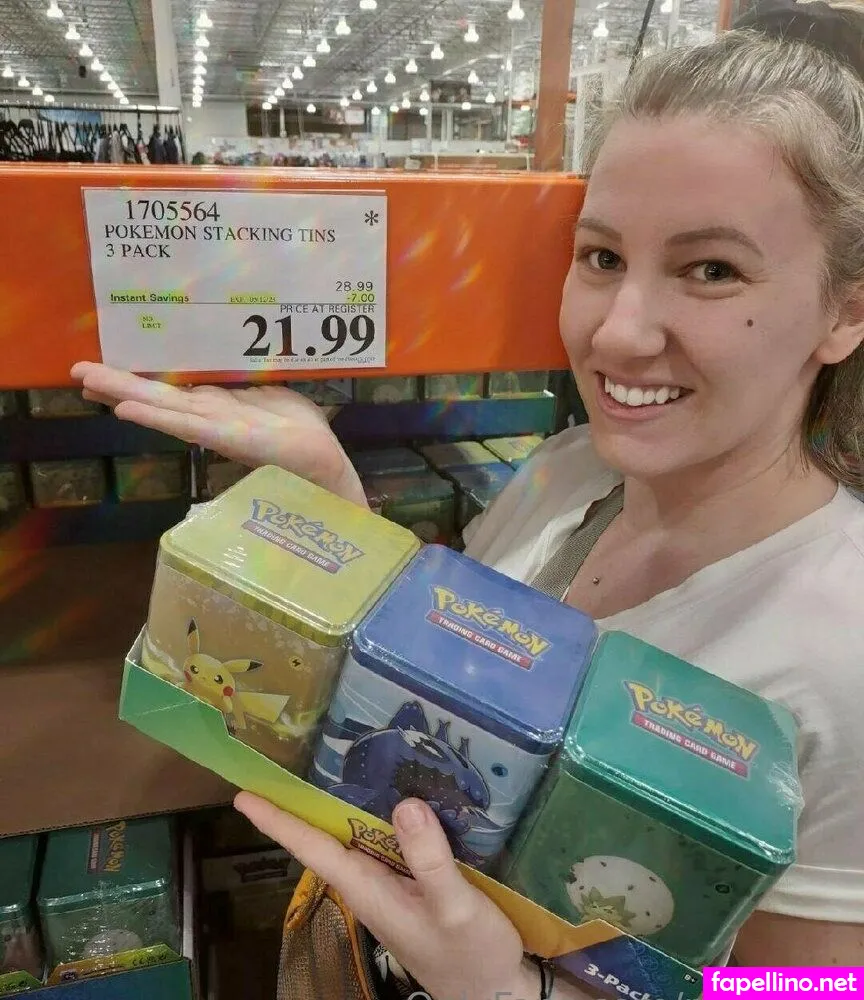 1705564 *
POKEMON STACKING TINS
3 PACK
28.99
Instant Savings -7.00
PRICE AT REGISTER
21.99
POKéMON
TRADING CARD GAME
POKéMON
TRADING CARD GAME
POKéMON
TRADING CARD GAME
3-Pack
fapellino.net